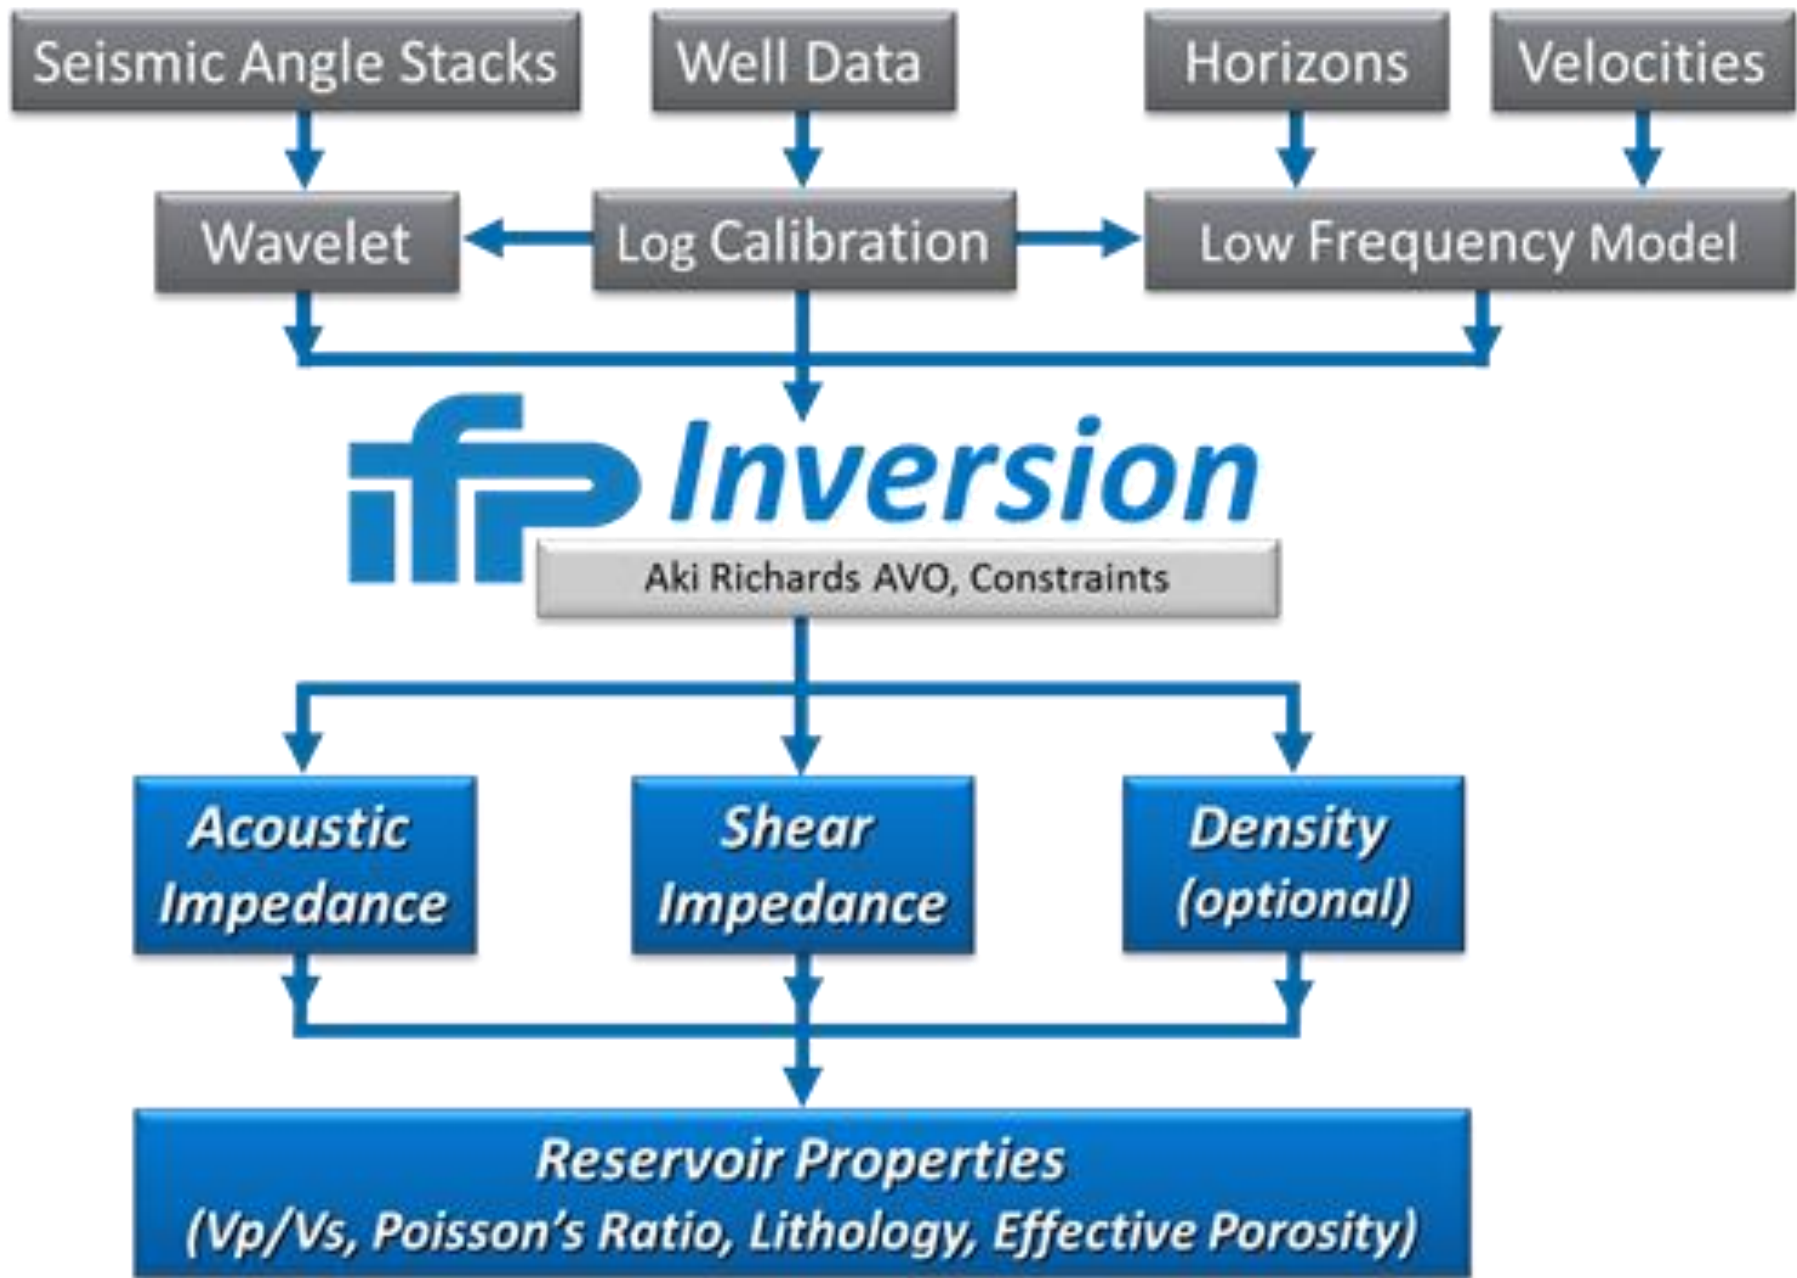 Seismic Angle Stacks
Well Data
Horizons
Velocities
Wavelet
Log Calibration
Low Frequency Model
ifp Inversion
Aki Richards AVO, Constraints
Acoustic
Impedance
Shear
Impedance
Density
(optional)
Reservoir Properties
(Vp/Vs, Poisson's Ratio, Lithology, Effective Porosity)